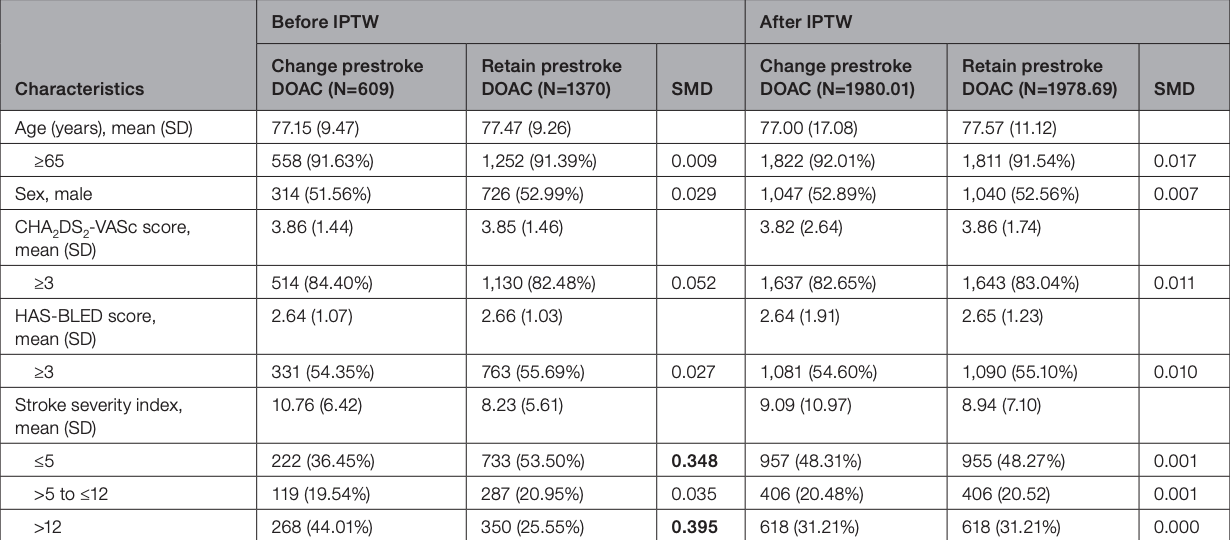 Before IPTW After IPTW
Change prestroke Retain prestroke Change prestroke Retain prestroke
Characteristics DOAC (N=609) DOAC (N=1370) SMD DOAC (N=1980.01) DOAC (N=1978.69) SMD
Age (years), mean (SD) 77.15 (9.47) 77.47 (9.26) 77.00 (17.08) 77.57 (11.12)
≥65 558 (91.63%) 1,252 (91.39%) 0.009 1,822 (92.01%) 1,811 (91.54%) 0.017
Sex, male 314 (51.56%) 726 (52.99%) 0.029 1,047 (52.89%) 1,040 (52.56%) 0.007
CHA₂DS₂-VASc score, 3.86 (1.44) 3.85 (1.46) 3.82 (2.64) 3.86 (1.74)
mean (SD)
≥3 514 (84.40%) 1,130 (82.48%) 0.052 1,637 (82.65%) 1,643 (83.04%) 0.011
HAS-BLED score, 2.64 (1.07) 2.66 (1.03) 2.64 (1.91) 2.65 (1.23)
mean (SD)
≥3 331 (54.35%) 763 (55.69%) 0.027 1,081 (54.60%) 1,090 (55.10%) 0.010
Stroke severity index, 10.76 (6.42) 8.23 (5.61) 9.09 (10.97) 8.94 (7.10)
mean (SD)
≤5 222 (36.45%) 733 (53.50%) 0.348 957 (48.31%) 955 (48.27%) 0.001
>5 to ≤12 119 (19.54%) 287 (20.95%) 0.035 406 (20.48%) 406 (20.52) 0.001
>12 268 (44.01%) 350 (25.55%) 0.395 618 (31.21%) 618 (31.21%) 0.000